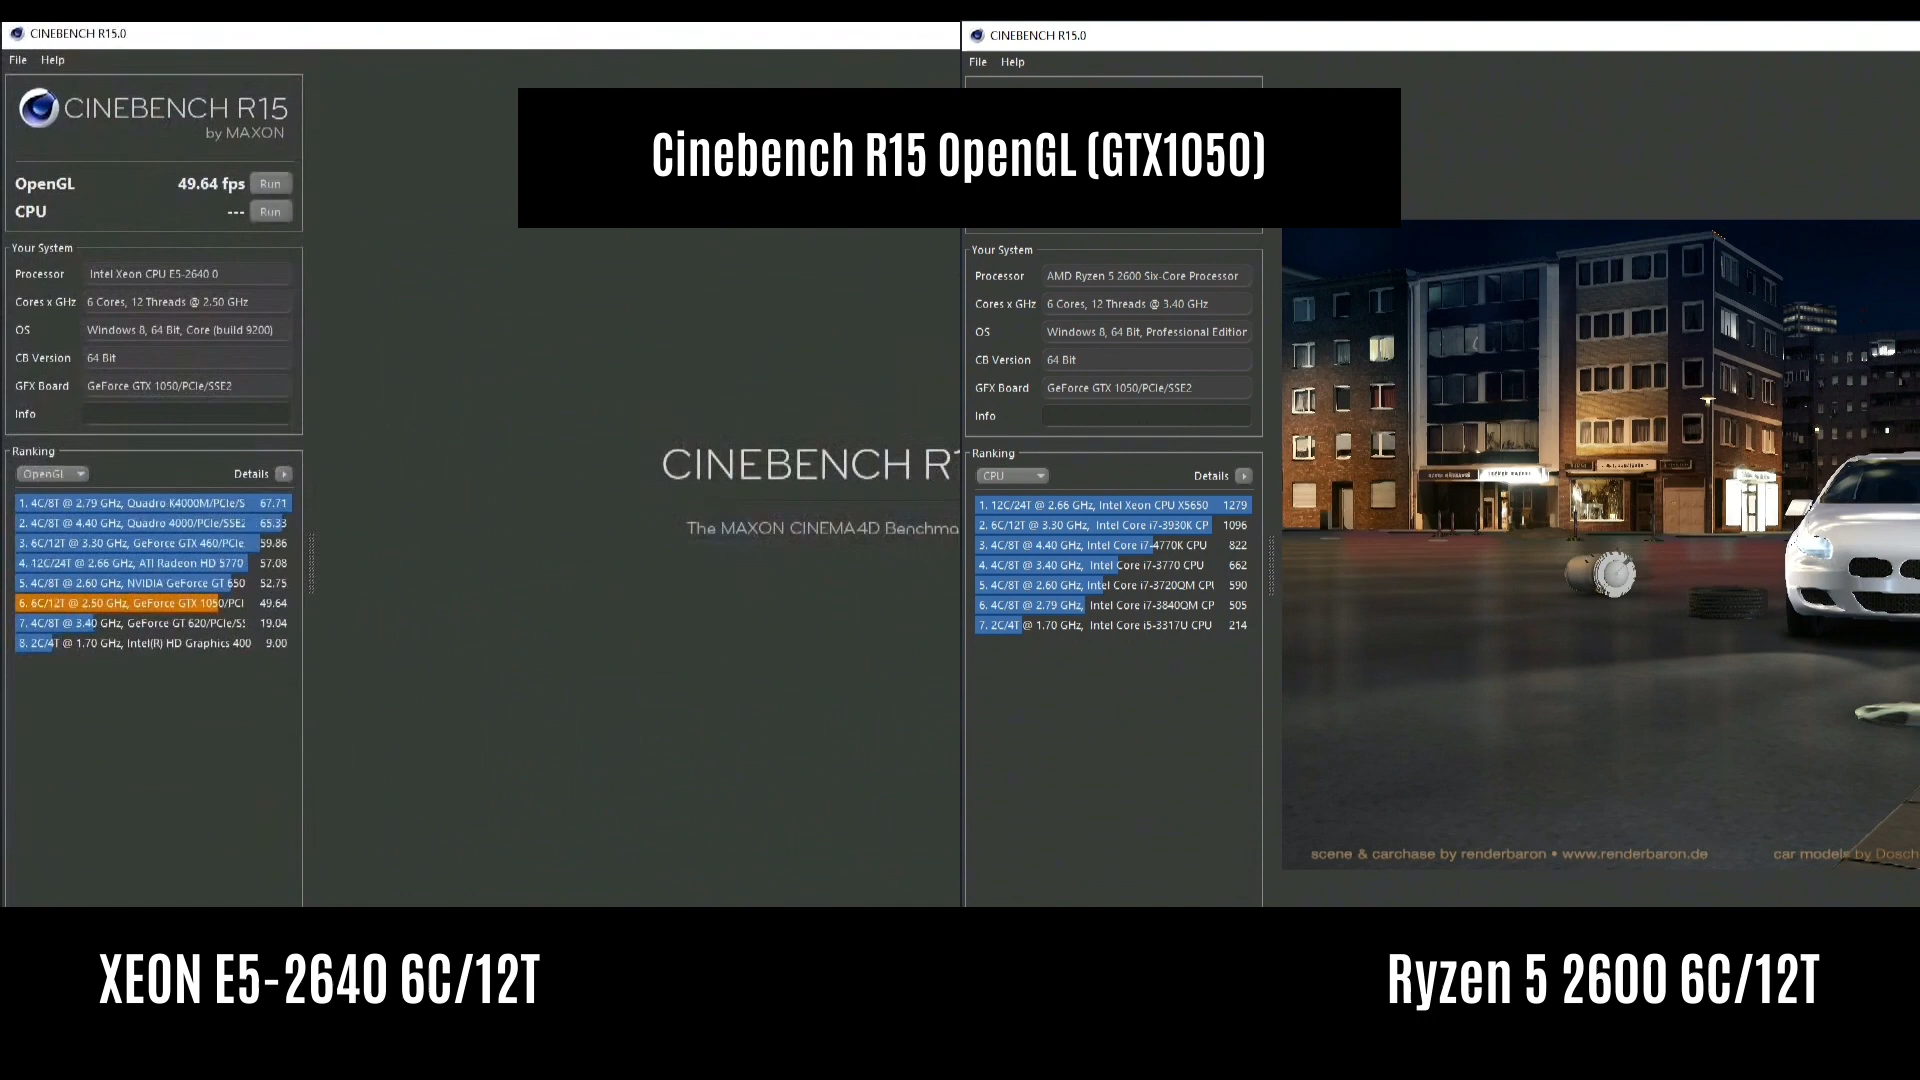 CINEBENCH R15.0
File Help
CINEBENCH R15
by MAXON
OpenGL 49.64 fps Run
CPU --- Run
Your System
Processor Intel Xeon CPU E5-2640 0
Cores x GHz 6 Cores, 12 Threads @ 2.50 GHz
OS Windows 8, 64 Bit, Core (build 9200)
CB Version 64 Bit
GFX Board GeForce GTX 1050/PCIe/SSE2
Info
Ranking
OpenGL Details
1. 4C/8T @ 2.79 GHz, Quadro K4000M/PCIe/S 67.71
2. 4C/8T @ 4.40 GHz, Quadro 4000/PCIe/SSE2 65.33
3. 6C/12T @ 3.30 GHz, GeForce GTX 460/PCIe 59.86
4. 12C/24T @ 2.66 GHz, ATI Radeon HD 5770 57.08
5. 4C/8T @ 2.60 GHz, NVIDIA GeForce GT 650 52.75
6. 6C/12T @ 2.50 GHz, GeForce GTX 1050/PCI 49.64
7. 4C/8T @ 3.40 GHz, GeForce GT 620/PCIe/S 19.04
8. 2C/4T @ 1.70 GHz, Intel(R) HD Graphics 400 9.00
CINEBENCH R1
The MAXON CINEMA4D Benchma
Cinebench R15 OpenGL (GTX1050)
CINEBENCH R15.0
File Help
Your System
Processor AMD Ryzen 5 2600 Six-Core Processor
Cores x GHz 6 Cores, 12 Threads @ 3.40 GHz
OS Windows 8, 64 Bit, Professional Edition
CB Version 64 Bit
GFX Board GeForce GTX 1050/PCIe/SSE2
Info
Ranking
CPU Details
1. 12C/24T @ 2.66 GHz, Intel Xeon CPU X5650 1279
2. 6C/12T @ 3.30 GHz, Intel Core i7-3930K CP 1096
3. 4C/8T @ 4.40 GHz, Intel Core i7-4770K CPU 822
4. 4C/8T @ 3.40 GHz, Intel Core i7-3770 CPU 662
5. 4C/8T @ 2.60 GHz, Intel Core i7-3720QM CPU 590
6. 4C/8T @ 2.79 GHz, Intel Core i7-3840QM CP 505
7. 2C/4T @ 1.70 GHz, Intel Core i5-3317U CPU 214
scene & carchase by renderbaron • www.renderbaron.de
car models by Dosch
XEON E5-2640 6C/12T
Ryzen 5 2600 6C/12T